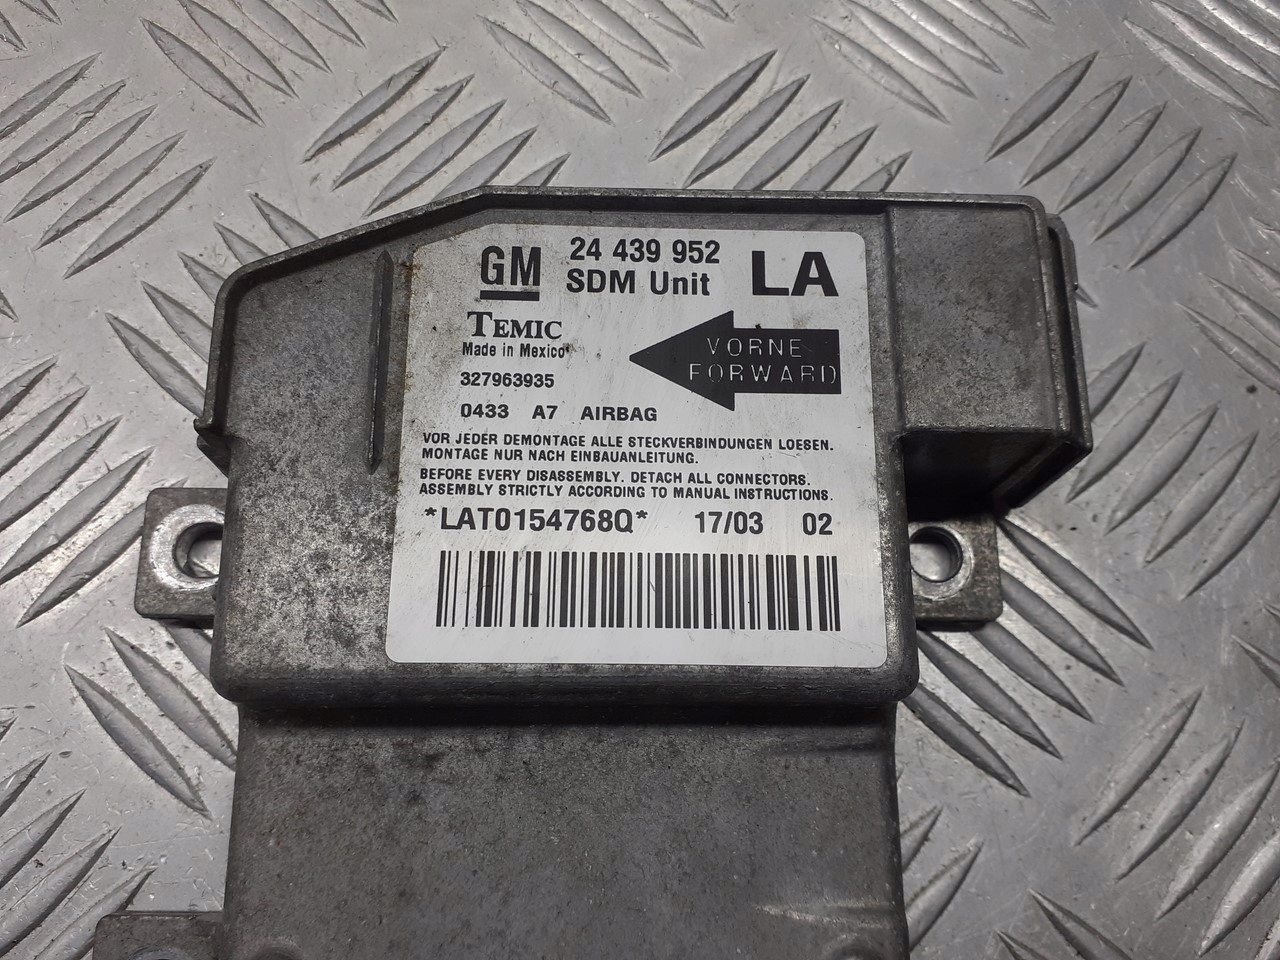 GM 24 439 952 LA
SDM Unit
TEMIC
Made in Mexico
VORNE
FORWARD
327963935
0433 A7 AIRBAG
VOR JEDER DEMONTAGE ALLE STECKVERBINDUNGEN LOESEN.
MONTAGE NUR NACH EINBAUANLEITUNG.
BEFORE EVERY DISASSEMBLY. DETACH ALL CONNECTORS.
ASSEMBLY STRICTLY ACCORDING TO MANUAL INSTRUCTIONS.
*LAT0154768Q* 17/03 02